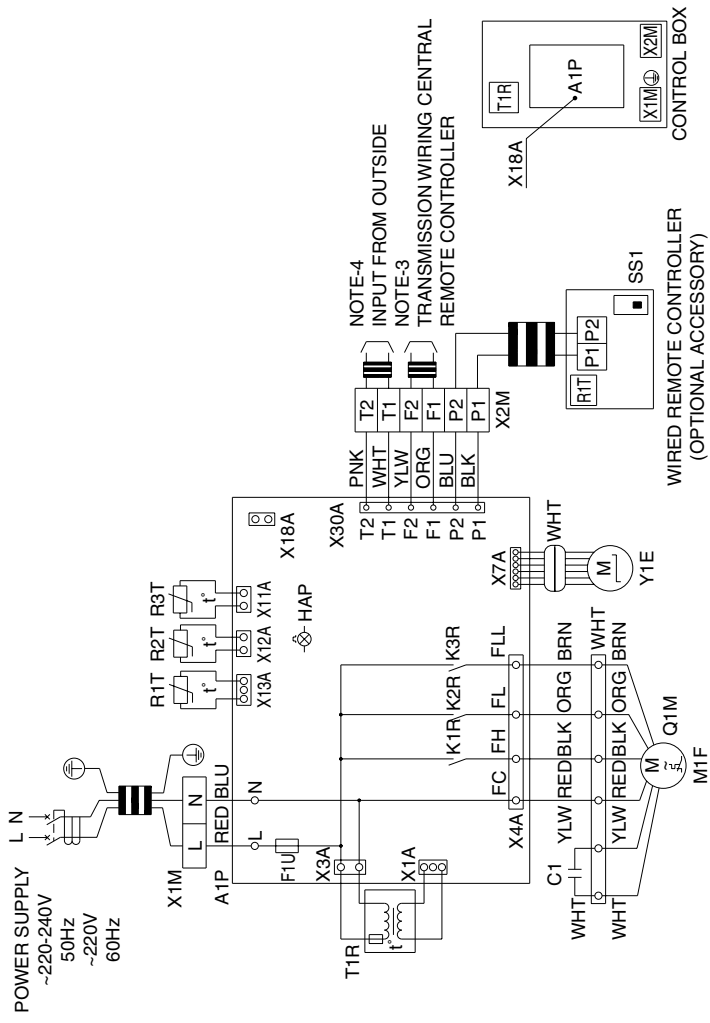 POWER SUPPLY
~220-240V
50Hz
~220V
60Hz
L N
X1M
L N
A1P
RED BLU
L N
F1U
X3A
X1A
T1R
t°
R1T
t°
X13A
R2T
t°
X12A
R3T
t°
X11A
HAP
X18A
X30A
T2
T1
F2
F1
P2
P1
PNK
WHT
YLW
ORG
BLU
BLK
T2
T1
F2
F1
P2
P1
X2M
NOTE-4
INPUT FROM OUTSIDE
NOTE-3
TRANSMISSION WIRING CENTRAL
REMOTE CONTROLLER
K1R K2R K3R
FC FH FL FLL
X4A
X7A
WHT
M
Y1E
YLW RED BLK ORG BRN
WHT
C1
WHT
WHT
YLW RED BLK ORG BRN
M
~
Q1M
M1F
R1T
P1 P2
SS1
WIRED REMOTE CONTROLLER
(OPTIONAL ACCESSORY)
X18A
T1R
A1P
X1M
X2M
CONTROL BOX